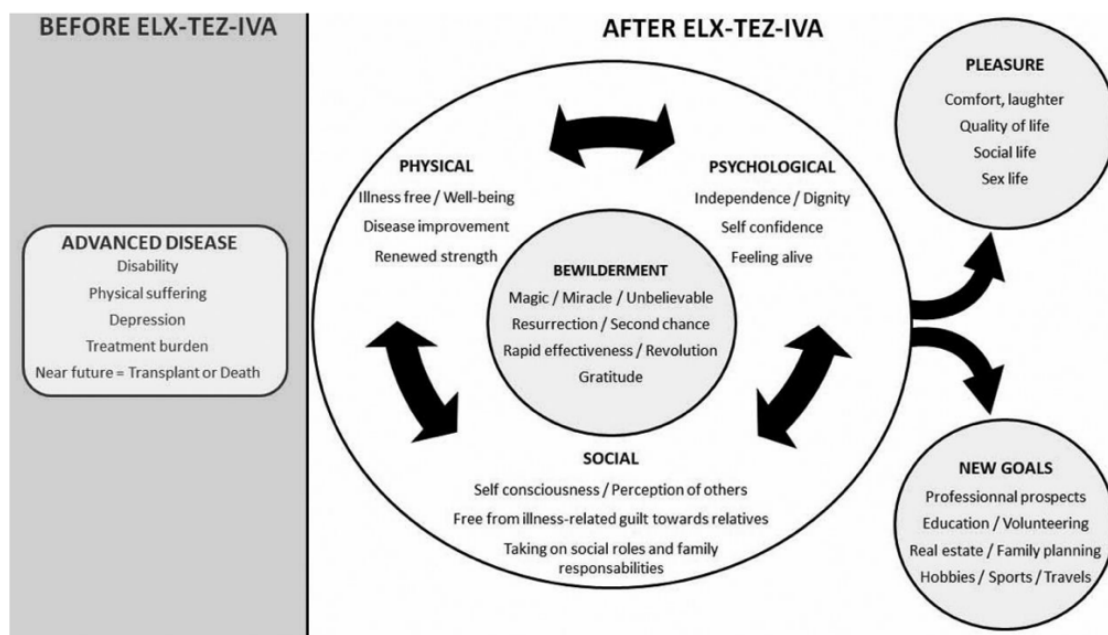 BEFORE ELX-TEZ-IVA
ADVANCED DISEASE
Disability
Physical suffering
Depression
Treatment burden
Near future = Transplant or Death
AFTER ELX-TEZ-IVA
PHYSICAL
Illness free / Well-being
Disease improvement
Renewed strength
PSYCHOLOGICAL
Independence / Dignity
Self confidence
Feeling alive
BEWILDERMENT
Magic / Miracle / Unbelievable
Resurrection / Second chance
Rapid effectiveness / Revolution
Gratitude
SOCIAL
Self consciousness / Perception of others
Free from illness-related guilt towards relatives
Taking on social roles and family
responsabilities
PLEASURE
Comfort, laughter
Quality of life
Social life
Sex life
NEW GOALS
Professionnal prospects
Education / Volunteering
Real estate / Family planning
Hobbies / Sports / Travels